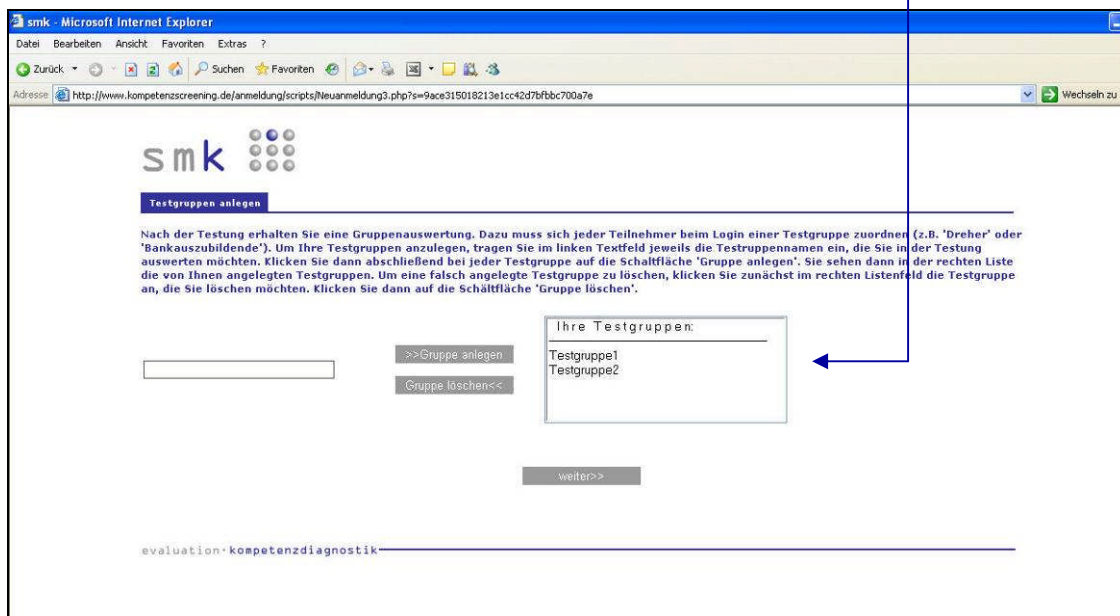 smk - Microsoft Internet Explorer
Datei Bearbeiten Ansicht Favoriten Extras ?
Zurück Suchen Favoriten
Adresse http://www.kompetenzscreening.de/anmeldung/scripts/Neuanmeldung3.php?s=9ace315018213e1cc42d7bfbbc700a7e Wechseln zu
smk
Testgruppen anlegen
Nach der Testung erhalten Sie eine Gruppenauswertung. Dazu muss sich jeder Teilnehmer beim Login einer Testgruppe zuordnen (z.B. 'Dreher' oder
'Bankauszubildende'). Um Ihre Testgruppen anzulegen, tragen Sie im linken Textfeld jeweils die Testruppennamen ein, die Sie in der Testung
auswerten möchten. Klicken Sie dann abschließend bei jeder Testgruppe auf die Schaltfläche 'Gruppe anlegen'. Sie sehen dann in der rechten Liste
die von Ihnen angelegten Testgruppen. Um eine falsch angelegte Testgruppe zu löschen, klicken Sie zunächst im rechten Listenfeld die Testgruppe
an, die Sie löschen möchten. Klicken Sie dann auf die Schältfläche 'Gruppe löschen'.
Ihre Testgruppen:
>>Gruppe anlegen
Testgruppe1
Testgruppe2
Gruppe löschen<<
weiter>>
evaluation·kompetenzdiagnostik